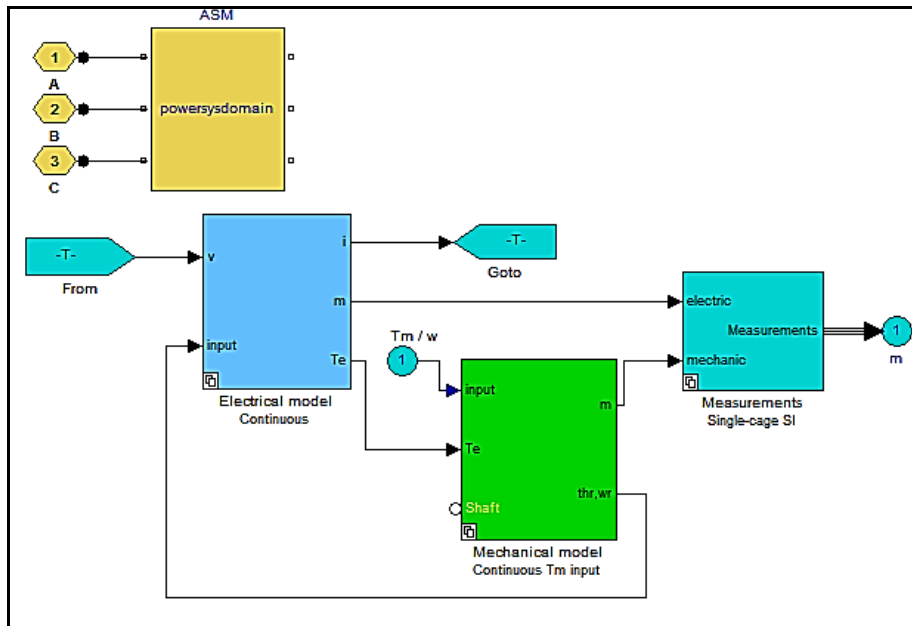 ASM
1
A
2
B
3
C
powersysdomain
-T-
From
v
input
i
m
Te
Electrical model
Continuous
-T-
Goto
Tm / w
1
input
Te
Shaft
m
thr,wr
Mechanical model
Continuous Tm input
electric
mechanic
Measurements
Measurements
Single-cage SI
1
m